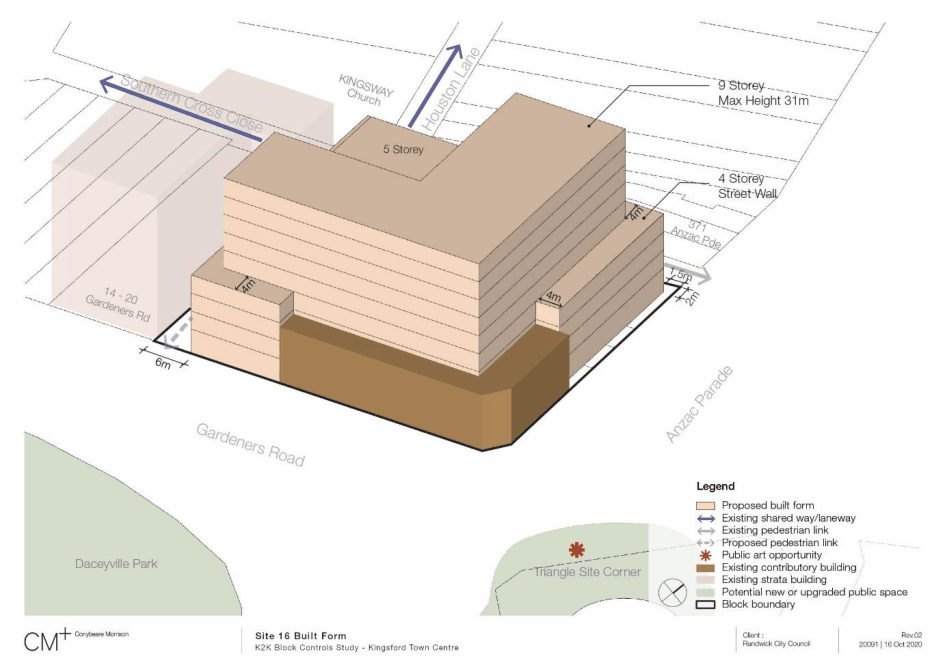 9 Storey
Max Height 31m
KINGSWAY
Church
Houston Lane
Southern Cross Close
5 Storey
4 Storey
Street Wall
4m
371
Anzac Pde
1.5m
2m
4m
4m
14 - 20
Gardeners Rd
6m
Gardeners Road
Anzac Parade
Daceyville Park
Triangle Site Corner
Legend
Proposed built form
Existing shared way/laneway
Existing pedestrian link
Proposed pedestrian link
Public art opportunity
Existing contributory building
Existing strata building
Potential new or upgraded public space
Block boundary
CM+ Conybeare Morrison
Site 16 Built Form
K2K Block Controls Study - Kingsford Town Centre
Client :
Randwick City Council
Rev.02
20091 | 16 Oct 2020